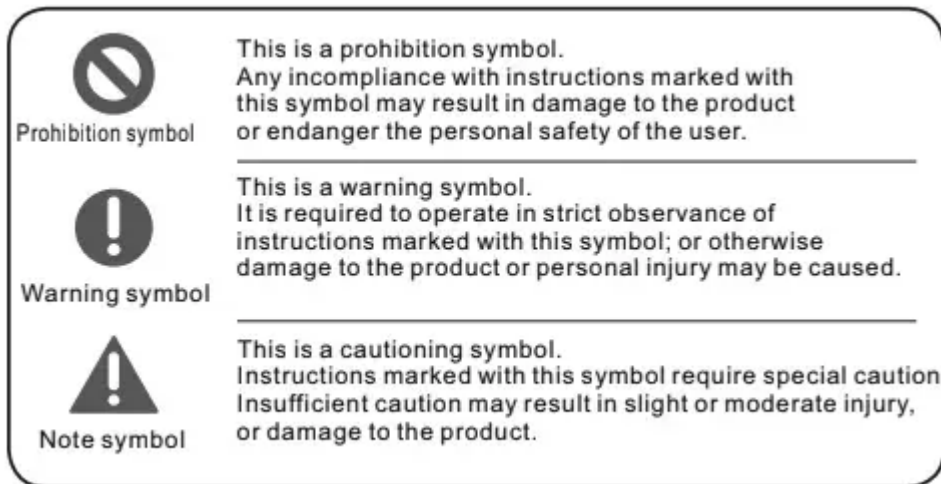 This is a prohibition symbol.
Any incompliance with instructions marked with
this symbol may result in damage to the product
or endanger the personal safety of the user.
Prohibition symbol
This is a warning symbol.
It is required to operate in strict observance of
instructions marked with this symbol; or otherwise
damage to the product or personal injury may be caused.
Warning symbol
This is a cautioning symbol.
Instructions marked with this symbol require special caution
Insufficient caution may result in slight or moderate injury,
or damage to the product.
Note symbol